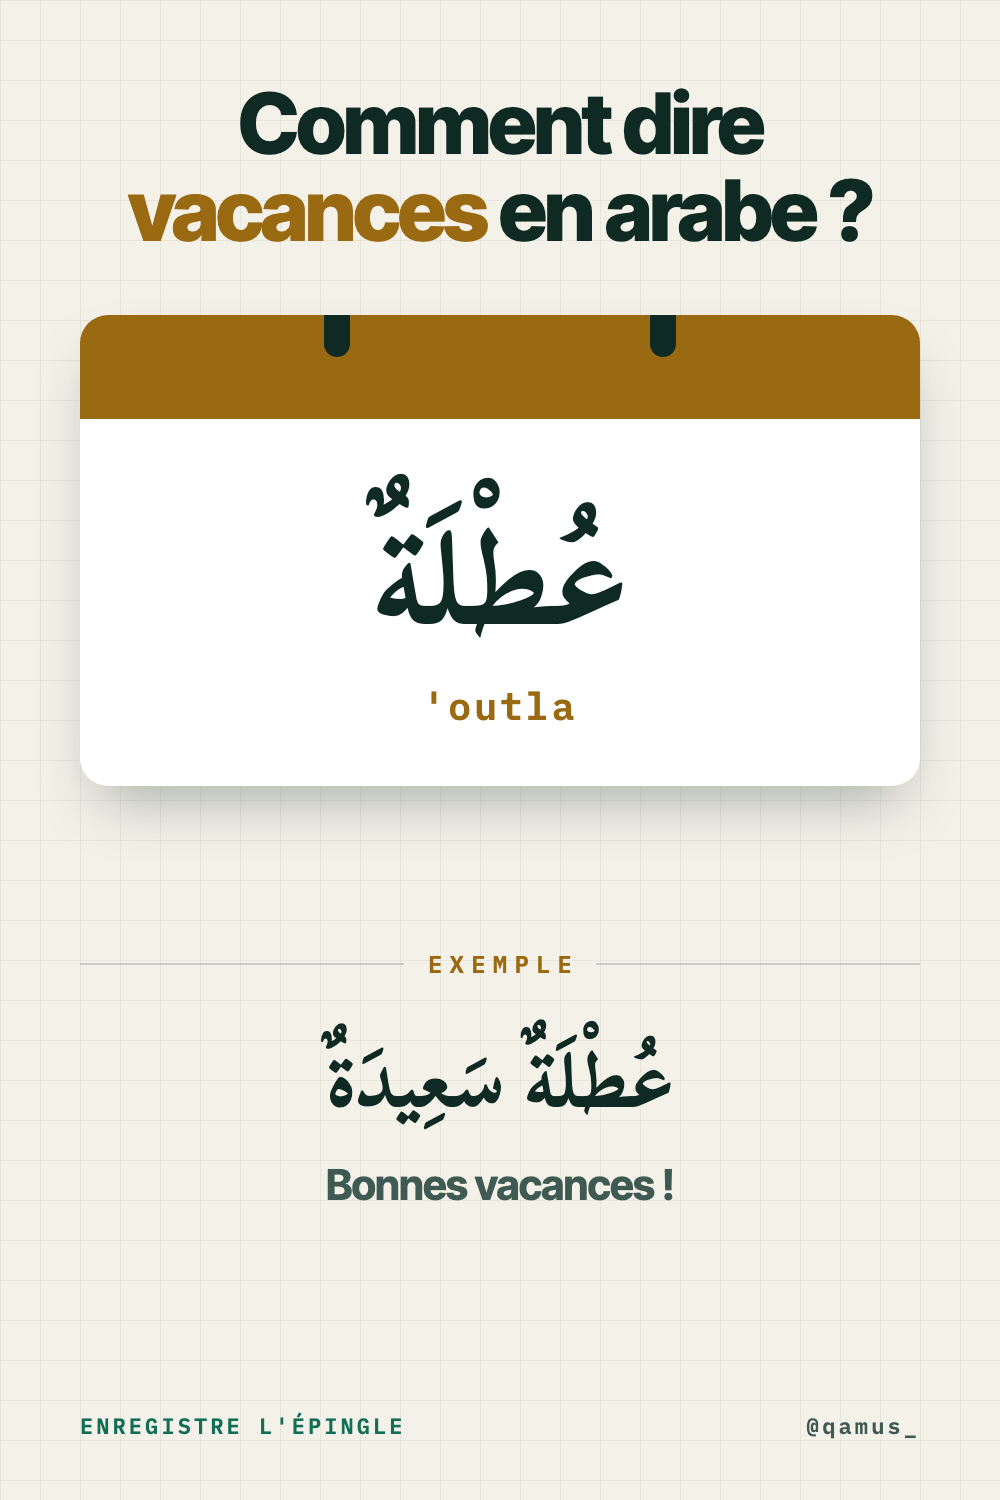 Comment dire
vacances en arabe ?
عُطْلَةٌ
'outla
EXEMPLE
عُطْلَةٌ سَعِيدَةٌ
Bonnes vacances !
ENREGISTRE L'ÉPINGLE
@qamus_